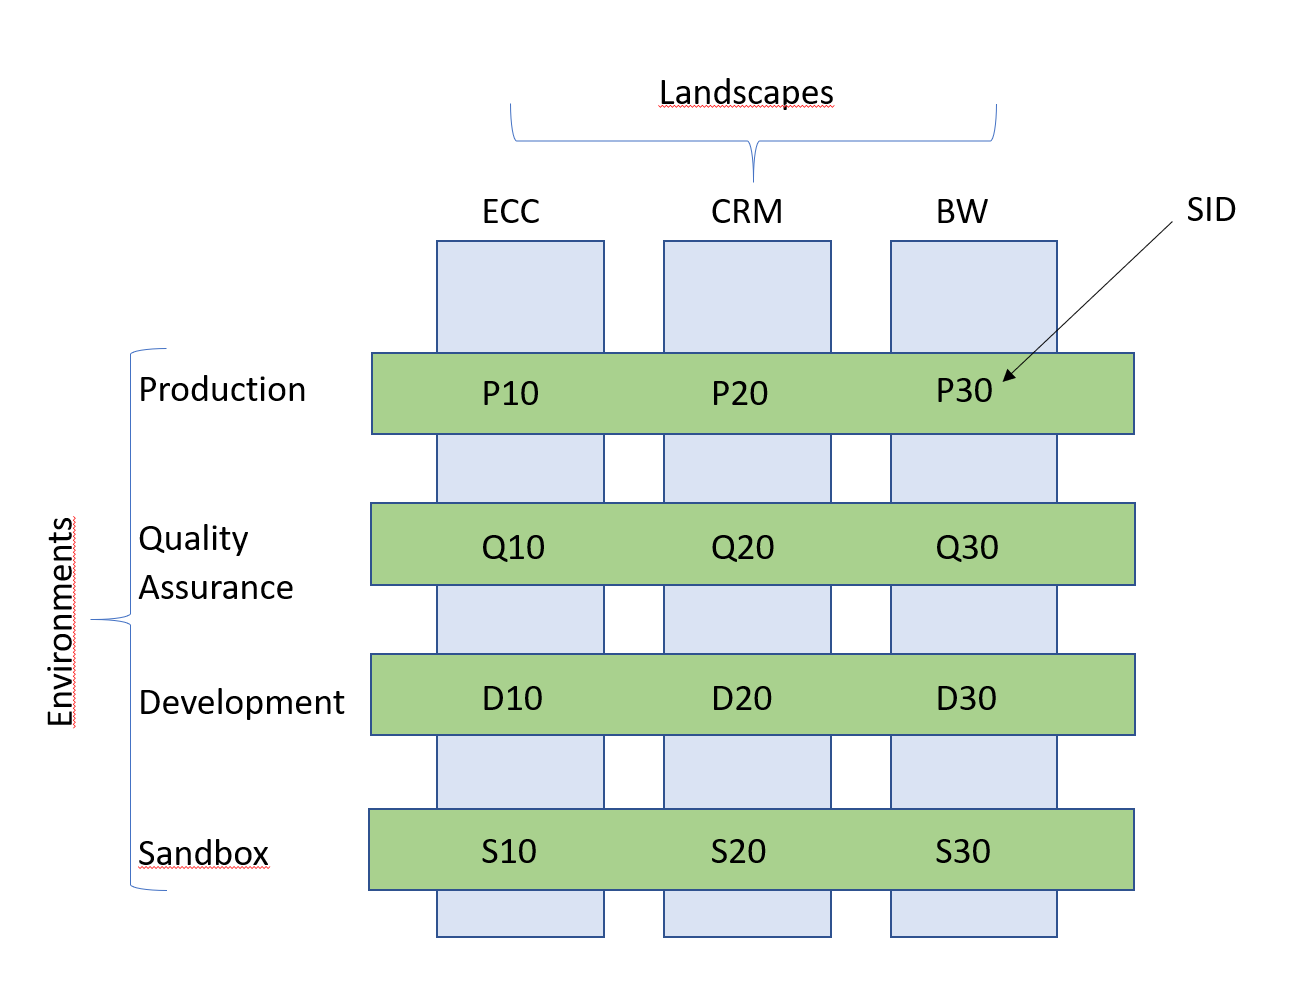 Landscapes
ECC CRM BW SID
Production P10 P20 P30
Quality
Assurance
Q10 Q20 Q30
Environments
Development D10 D20 D30
Sandbox S10 S20 S30